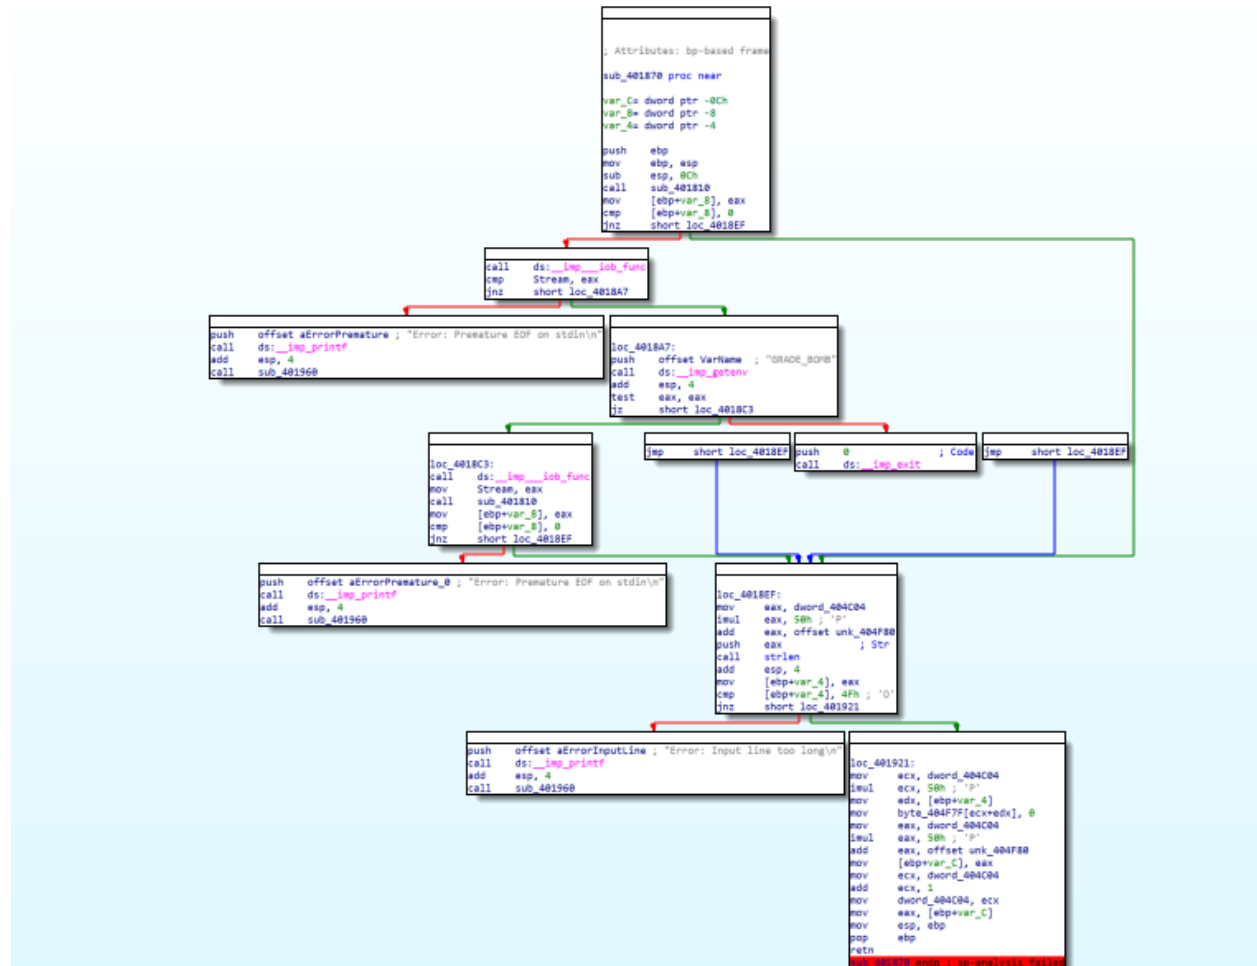 ; Attributes: bp-based frame
sub_401870 proc near
var_C= dword ptr -0Ch
var_8= dword ptr -8
var_4= dword ptr -4
push ebp
mov ebp, esp
sub esp, 0Ch
call sub_401810
mov [ebp+var_8], eax
cmp [ebp+var_8], 0
jnz short loc_4018EF
call ds:__imp___iob_func
cmp Stream, eax
jnz short loc_4018A7
push offset aErrorPremature ; "Error: Premature EOF on stdin\n"
call ds:__imp_printf
add esp, 4
call sub_401960
loc_4018A7:
push offset VarName ; "GRADE_BOMB"
call ds:__imp_getenv
add esp, 4
test eax, eax
jz short loc_4018C3
loc_4018C3:
call ds:__imp___iob_func
mov Stream, eax
call sub_401810
mov [ebp+var_8], eax
cmp [ebp+var_8], 0
jnz short loc_4018EF
jmp short loc_4018EF
push 0 ; Code
call ds:__imp_exit
jmp short loc_4018EF
push offset aErrorPremature_0 ; "Error: Premature EOF on stdin\n"
call ds:__imp_printf
add esp, 4
call sub_401960
loc_4018EF:
mov eax, dword_404C04
imul eax, 50h ; 'P'
add eax, offset unk_404F80
push eax ; Str
call strlen
add esp, 4
mov [ebp+var_4], eax
cmp [ebp+var_4], 4Fh ; 'O'
jnz short loc_401921
push offset aErrorInputLine ; "Error: Input line too long\n"
call ds:__imp_printf
add esp, 4
call sub_401960
loc_401921:
mov ecx, dword_404C04
imul ecx, 50h ; 'P'
mov edx, [ebp+var_4]
mov byte_404F7F[ecx+edx], 0
mov eax, dword_404C04
imul eax, 50h ; 'P'
add eax, offset unk_404F80
mov [ebp+var_C], eax
mov ecx, dword_404C04
add ecx, 1
mov dword_404C04, ecx
mov eax, [ebp+var_C]
mov esp, ebp
pop ebp
retn
sub_401870 endp ; sp-analysis failed